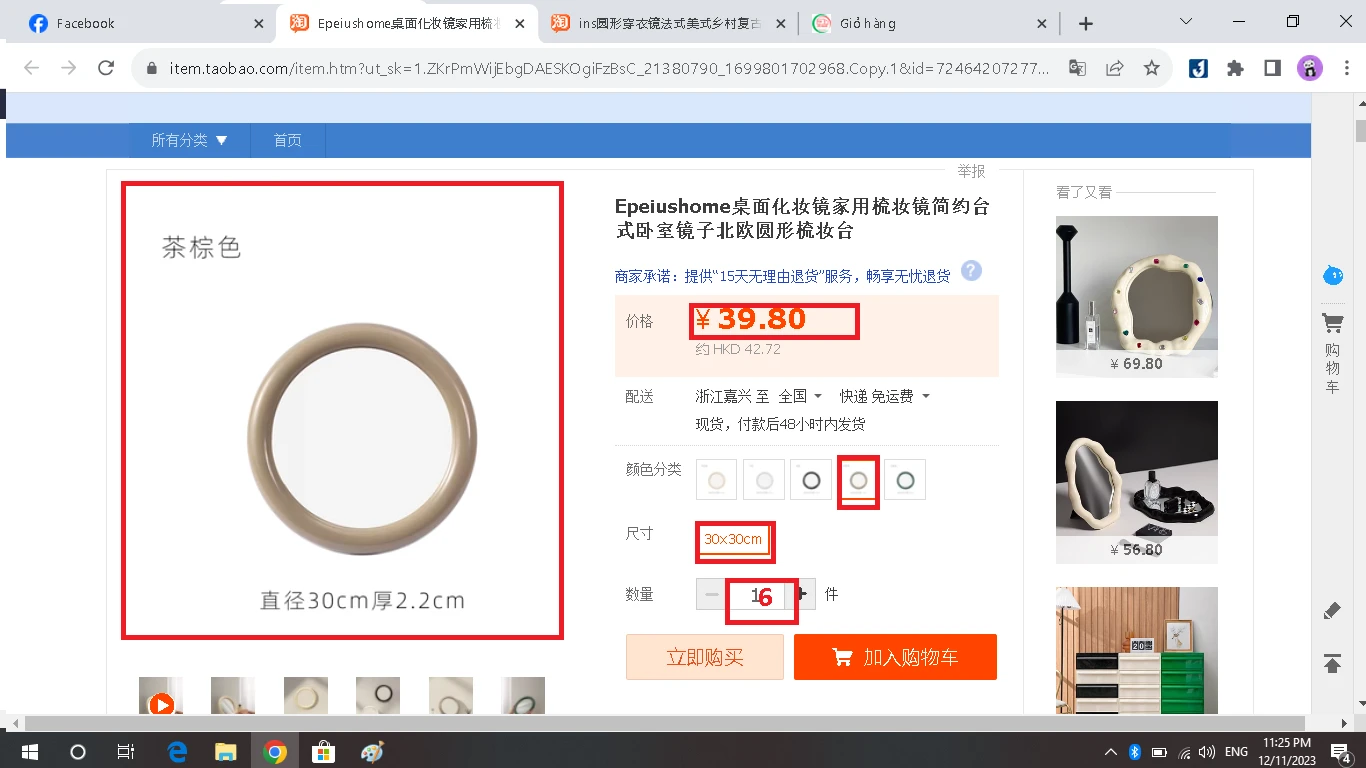 Facebook
Epeiushome桌面化妆镜家用梳妆
ins圆形穿衣镜法式美式乡村复古
Giỏ hàng
item.taobao.com/item.htm?ut_sk=1.ZKrPmWijEbgDAESKOgiFzBsC_21380790_1699801702968.Copy.1&id=72464207277...
所有分类 ▼
首页
举报
茶棕色
直径30cm厚2.2cm
Epeiushome桌面化妆镜家用梳妆镜简约台
式卧室镜子北欧圆形梳妆台
商家承诺：提供“15天无理由退货”服务，畅享无忧退货 ?
价格 ¥ 39.80
约 HKD 42.72
配送 浙江嘉兴 至 全国 快递 免运费
现货，付款后48小时内发货
颜色分类
尺寸 30x30cm
数量 − 6 + 件
立即购买 加入购物车
看了又看
¥ 69.80
¥ 56.80
购物车
ENG
11:25 PM
12/11/2023
4